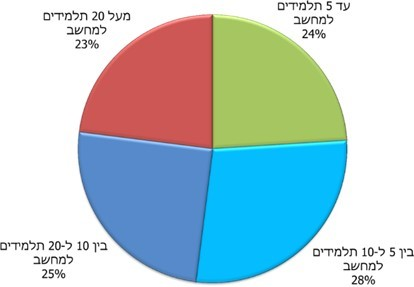 עד 5 תלמידים
למחשב
24%
מעל 20 תלמידים
למחשב
23%
בין 5 ל-10 תלמידים
למחשב
28%
בין 10 ל-20 תלמידים
למחשב
25%